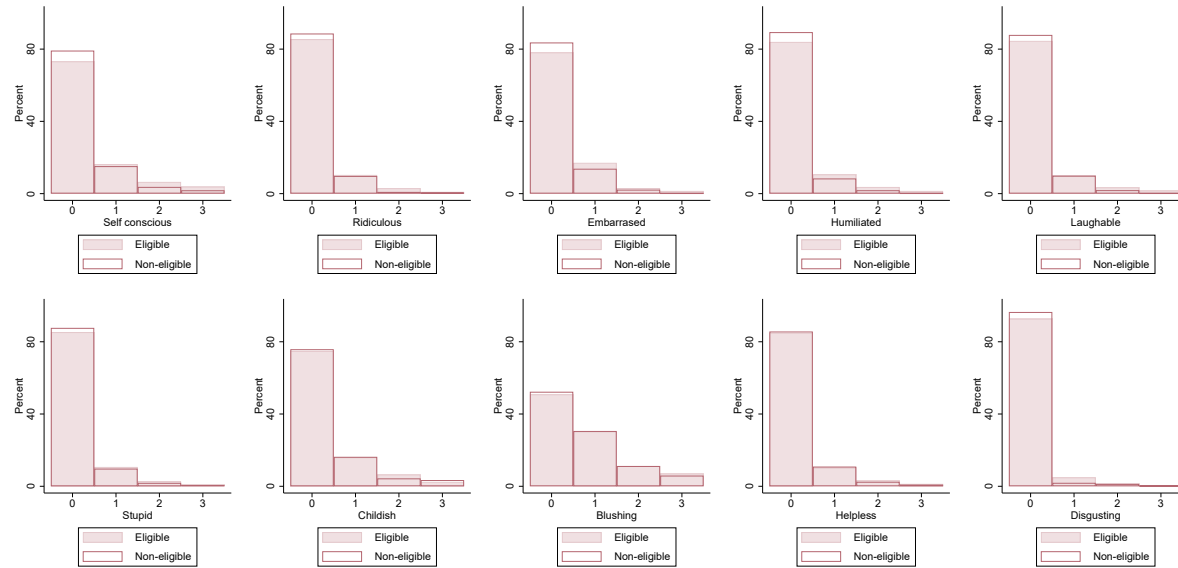 Percent
0 40 80
0 1 2 3
Self conscious
Eligible
Non-eligible
Percent
0 40 80
0 1 2 3
Ridiculous
Eligible
Non-eligible
Percent
0 40 80
0 1 2 3
Embarrased
Eligible
Non-eligible
Percent
0 40 80
0 1 2 3
Humiliated
Eligible
Non-eligible
Percent
0 40 80
0 1 2 3
Laughable
Eligible
Non-eligible
Percent
0 40 80
0 1 2 3
Stupid
Eligible
Non-eligible
Percent
0 40 80
0 1 2 3
Childish
Eligible
Non-eligible
Percent
0 40 80
0 1 2 3
Blushing
Eligible
Non-eligible
Percent
0 40 80
0 1 2 3
Helpless
Eligible
Non-eligible
Percent
0 40 80
0 1 2 3
Disgusting
Eligible
Non-eligible